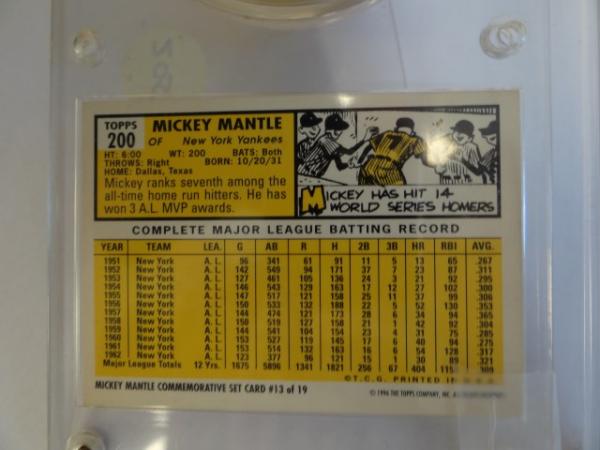 TOPPS
200
MICKEY MANTLE
OF New York Yankees
HT: 6:00 WT: 200 BATS: Both
THROWS: Right BORN: 10/20/31
HOME: Dallas, Texas
Mickey ranks seventh among the
all-time home run hitters. He has
won 3 A.L. MVP awards.
MICKEY HAS HIT 14
WORLD SERIES HOMERS
COMPLETE MAJOR LEAGUE BATTING RECORD
YEAR TEAM LEA. G AB R H 2B 3B HR RBI AVG.
1951 New York A.L. 96 341 61 91 11 5 13 65 .267
1952 New York A.L. 142 549 94 171 37 7 23 87 .311
1953 New York A.L. 127 461 105 136 24 3 21 92 .295
1954 New York A.L. 146 543 129 163 17 12 27 102 .300
1955 New York A.L. 147 517 121 158 25 11 37 99 .306
1956 New York A.L. 150 533 132 188 22 5 52 130 .353
1957 New York A.L. 144 474 121 173 28 6 34 94 .365
1958 New York A.L. 150 519 127 158 21 1 42 92 .304
1959 New York A.L. 144 541 104 154 23 4 31 75 .285
1960 New York A.L. 153 527 119 145 17 6 40 94 .275
1961 New York A.L. 153 514 132 163 16 6 54 128 .317
1962 New York A.L. 123 377 96 121 15 1 30 89 .321
Major League Totals 12 Yrs. 1675 5896 1341 1821 256 67 404 .309
©T.C.G. PRINTED IN
MICKEY MANTLE COMMEMORATIVE SET CARD #13 of 19
© 1996 THE TOPPS COMPANY, INC.